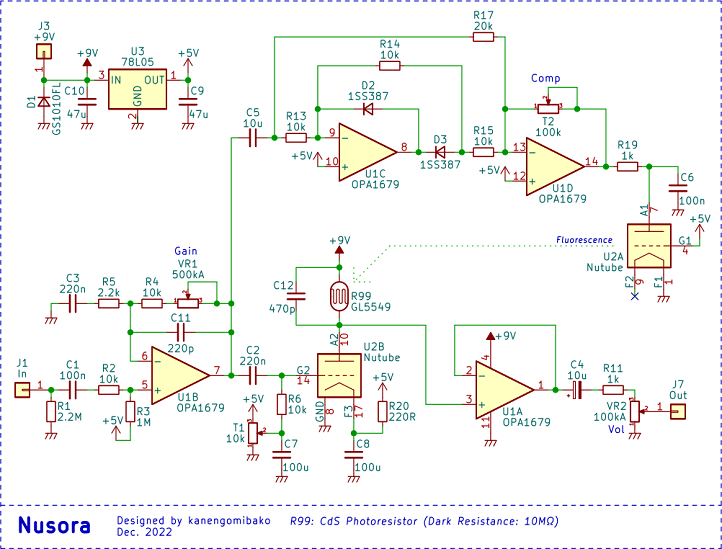 J3
+9V
1
D1
GS1010FL
+9V
C10
47u
U3
78L05
3
IN
OUT
1
GND
2
+5V
C9
47u
R17
20k
R14
10k
D2
1SS387
C5
10u
R13
10k
9
−
8
10
+
+5V
U1C
OPA1679
D3
1SS387
R15
10k
Comp
T2
100k
1
3
13
−
14
12
+
+5V
U1D
OPA1679
R19
1k
C6
100n
A1
7
+5V
G1
4
U2A
Nutube
F2
9
F1
1
Fluorescence
Gain
VR1
500kA
1
3
C3
220n
R5
2.2k
R4
10k
C11
220p
6
−
7
5
+
U1B
OPA1679
J1
In
1
C1
100n
R2
10k
R1
2.2M
+5V
R3
1M
C2
220n
+9V
C12
470p
R99
GL5549
A2
10
U2B
Nutube
G2
14
GND
8
F3
17
R6
10k
+5V
T1
10k
C7
100u
+5V
R20
220R
C8
100u
+9V
4
2
−
1
3
+
11
U1A
OPA1679
C4
10u
R11
1k
VR2
100kA
Vol
J7
Out
1
Nusora
Designed by kanengomibako
Dec. 2022
R99: CdS Photoresistor (Dark Resistance: 10MΩ)